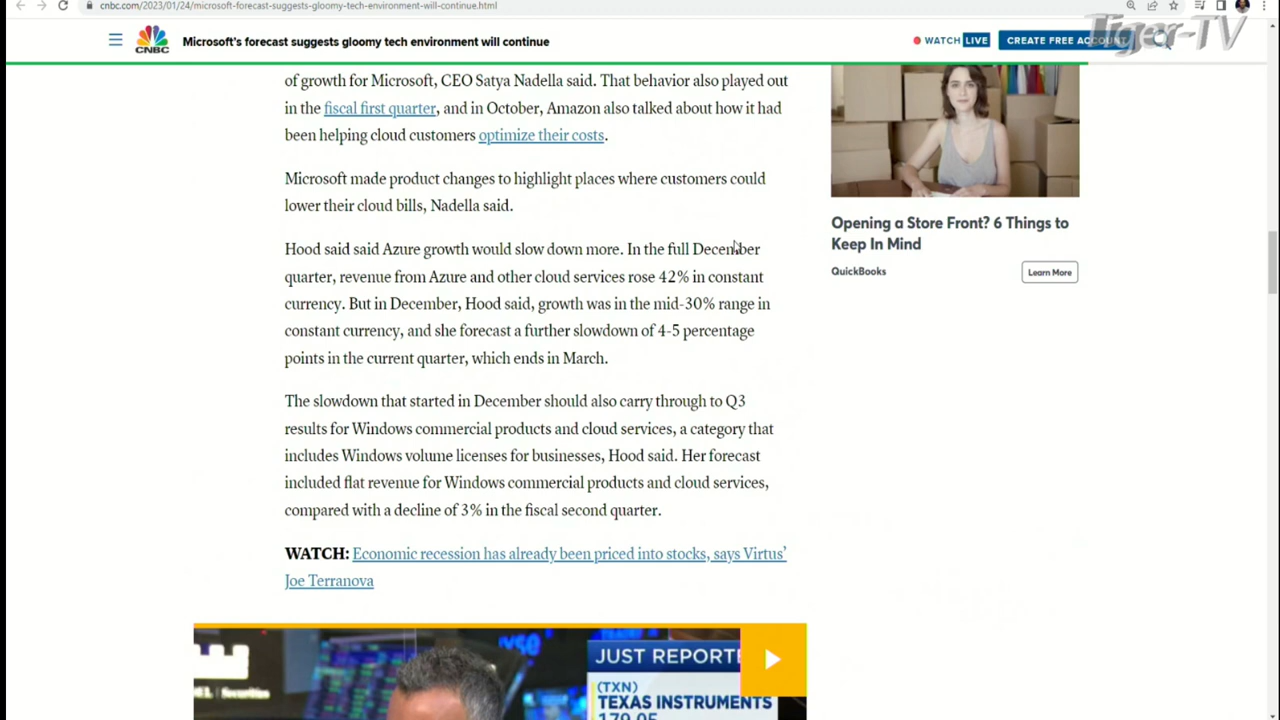 cnbc.com/2023/01/24/microsoft-forecast-suggests-gloomy-tech-environment-will-continue.html
CNBC
Microsoft's forecast suggests gloomy tech environment will continue
WATCH LIVE
CREATE FREE ACCOUNT
Tiger-TV
of growth for Microsoft, CEO Satya Nadella said. That behavior also played out
in the fiscal first quarter, and in October, Amazon also talked about how it had
been helping cloud customers optimize their costs.
Microsoft made product changes to highlight places where customers could
lower their cloud bills, Nadella said.
Hood said said Azure growth would slow down more. In the full December
quarter, revenue from Azure and other cloud services rose 42% in constant
currency. But in December, Hood said, growth was in the mid-30% range in
constant currency, and she forecast a further slowdown of 4-5 percentage
points in the current quarter, which ends in March.
The slowdown that started in December should also carry through to Q3
results for Windows commercial products and cloud services, a category that
includes Windows volume licenses for businesses, Hood said. Her forecast
included flat revenue for Windows commercial products and cloud services,
compared with a decline of 3% in the fiscal second quarter.
WATCH: Economic recession has already been priced into stocks, says Virtus'
Joe Terranova
Opening a Store Front? 6 Things to
Keep In Mind
QuickBooks
Learn More
JUST REPORTE
(TXN)
TEXAS INSTRUMENTS
179.05